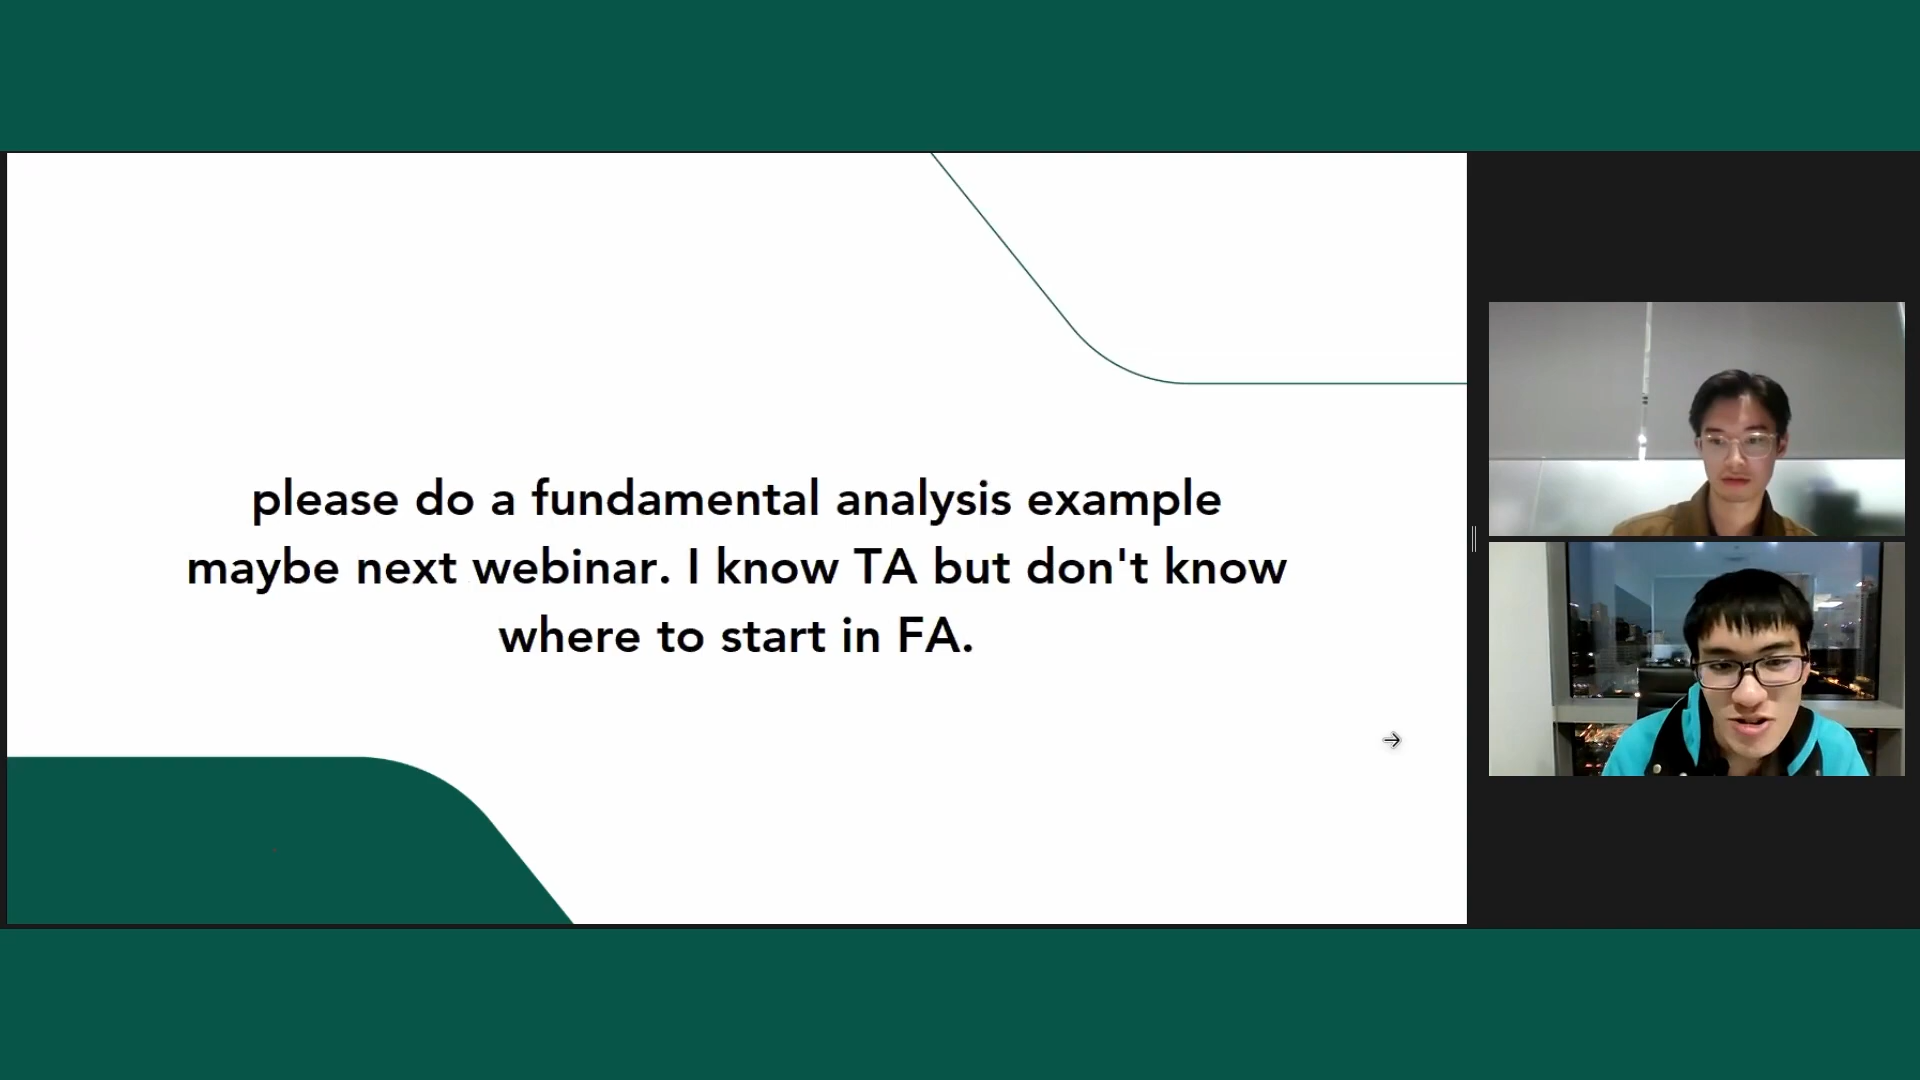 please do a fundamental analysis example
maybe next webinar. I know TA but don't know
where to start in FA.